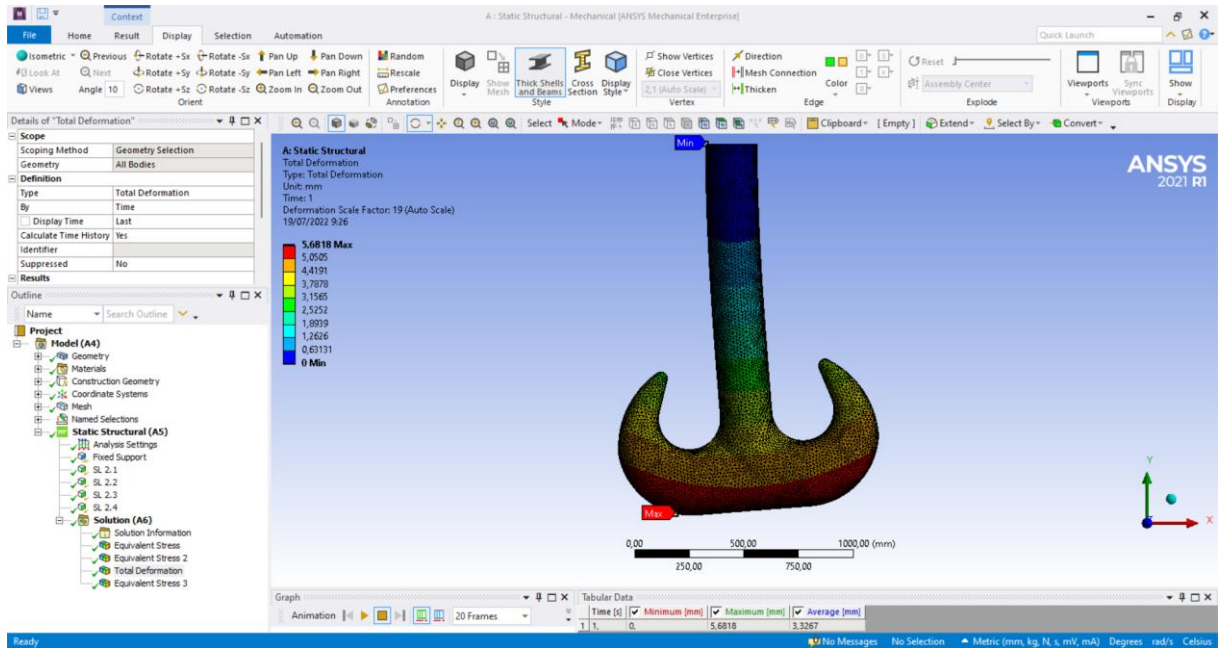 Context
A : Static Structural - Mechanical [ANSYS Mechanical Enterprise]
File Home Result Display Selection Automation
Quick Launch
Isometric Previous Rotate +Sx Rotate -Sx Pan Up Pan Down Random
Look At Next Rotate +Sy Rotate -Sy Pan Left Pan Right Rescale
Views Angle 10 Rotate +Sz Rotate -Sz Zoom In Zoom Out Preferences
Orient Annotation
Display Show Mesh Thick Shells and Beams Cross Section Display Style
Style
Show Vertices
Close Vertices
2,1 (Auto Scale)
Vertex
Direction
Mesh Connection
Thicken
Color
Edge
Reset
Assembly Center
Explode
Viewports Sync Viewports
Viewports
Show
Display
Details of "Total Deformation"
Select Mode Clipboard [ Empty ] Extend Select By Convert
Scope
Scoping Method Geometry Selection
Geometry All Bodies
Definition
Type Total Deformation
By Time
Display Time Last
Calculate Time History Yes
Identifier
Suppressed No
Results
Outline
Name Search Outline
Project
Model (A4)
Geometry
Materials
Construction Geometry
Coordinate Systems
Mesh
Named Selections
Static Structural (A5)
Analysis Settings
Fixed Support
SL 2.1
SL 2.2
SL 2.3
SL 2.4
Solution (A6)
Solution Information
Equivalent Stress
Equivalent Stress 2
Total Deformation
Equivalent Stress 3
A: Static Structural
Total Deformation
Type: Total Deformation
Unit: mm
Time: 1
Deformation Scale Factor: 19 (Auto Scale)
19/07/2022 9:26
5,6818 Max
5,0505
4,4191
3,7878
3,1565
2,5252
1,8939
1,2626
0,63131
0 Min
Min
Max
ANSYS
2021 R1
Y
X
0,00 500,00 1000,00 (mm)
250,00 750,00
Graph
Animation 20 Frames
Tabular Data
Time [s] Minimum [mm] Maximum [mm] Average [mm]
1 1, 0, 5,6818 3,3267
Ready No Messages No Selection Metric (mm, kg, N, s, mV, mA) Degrees rad/s Celsius